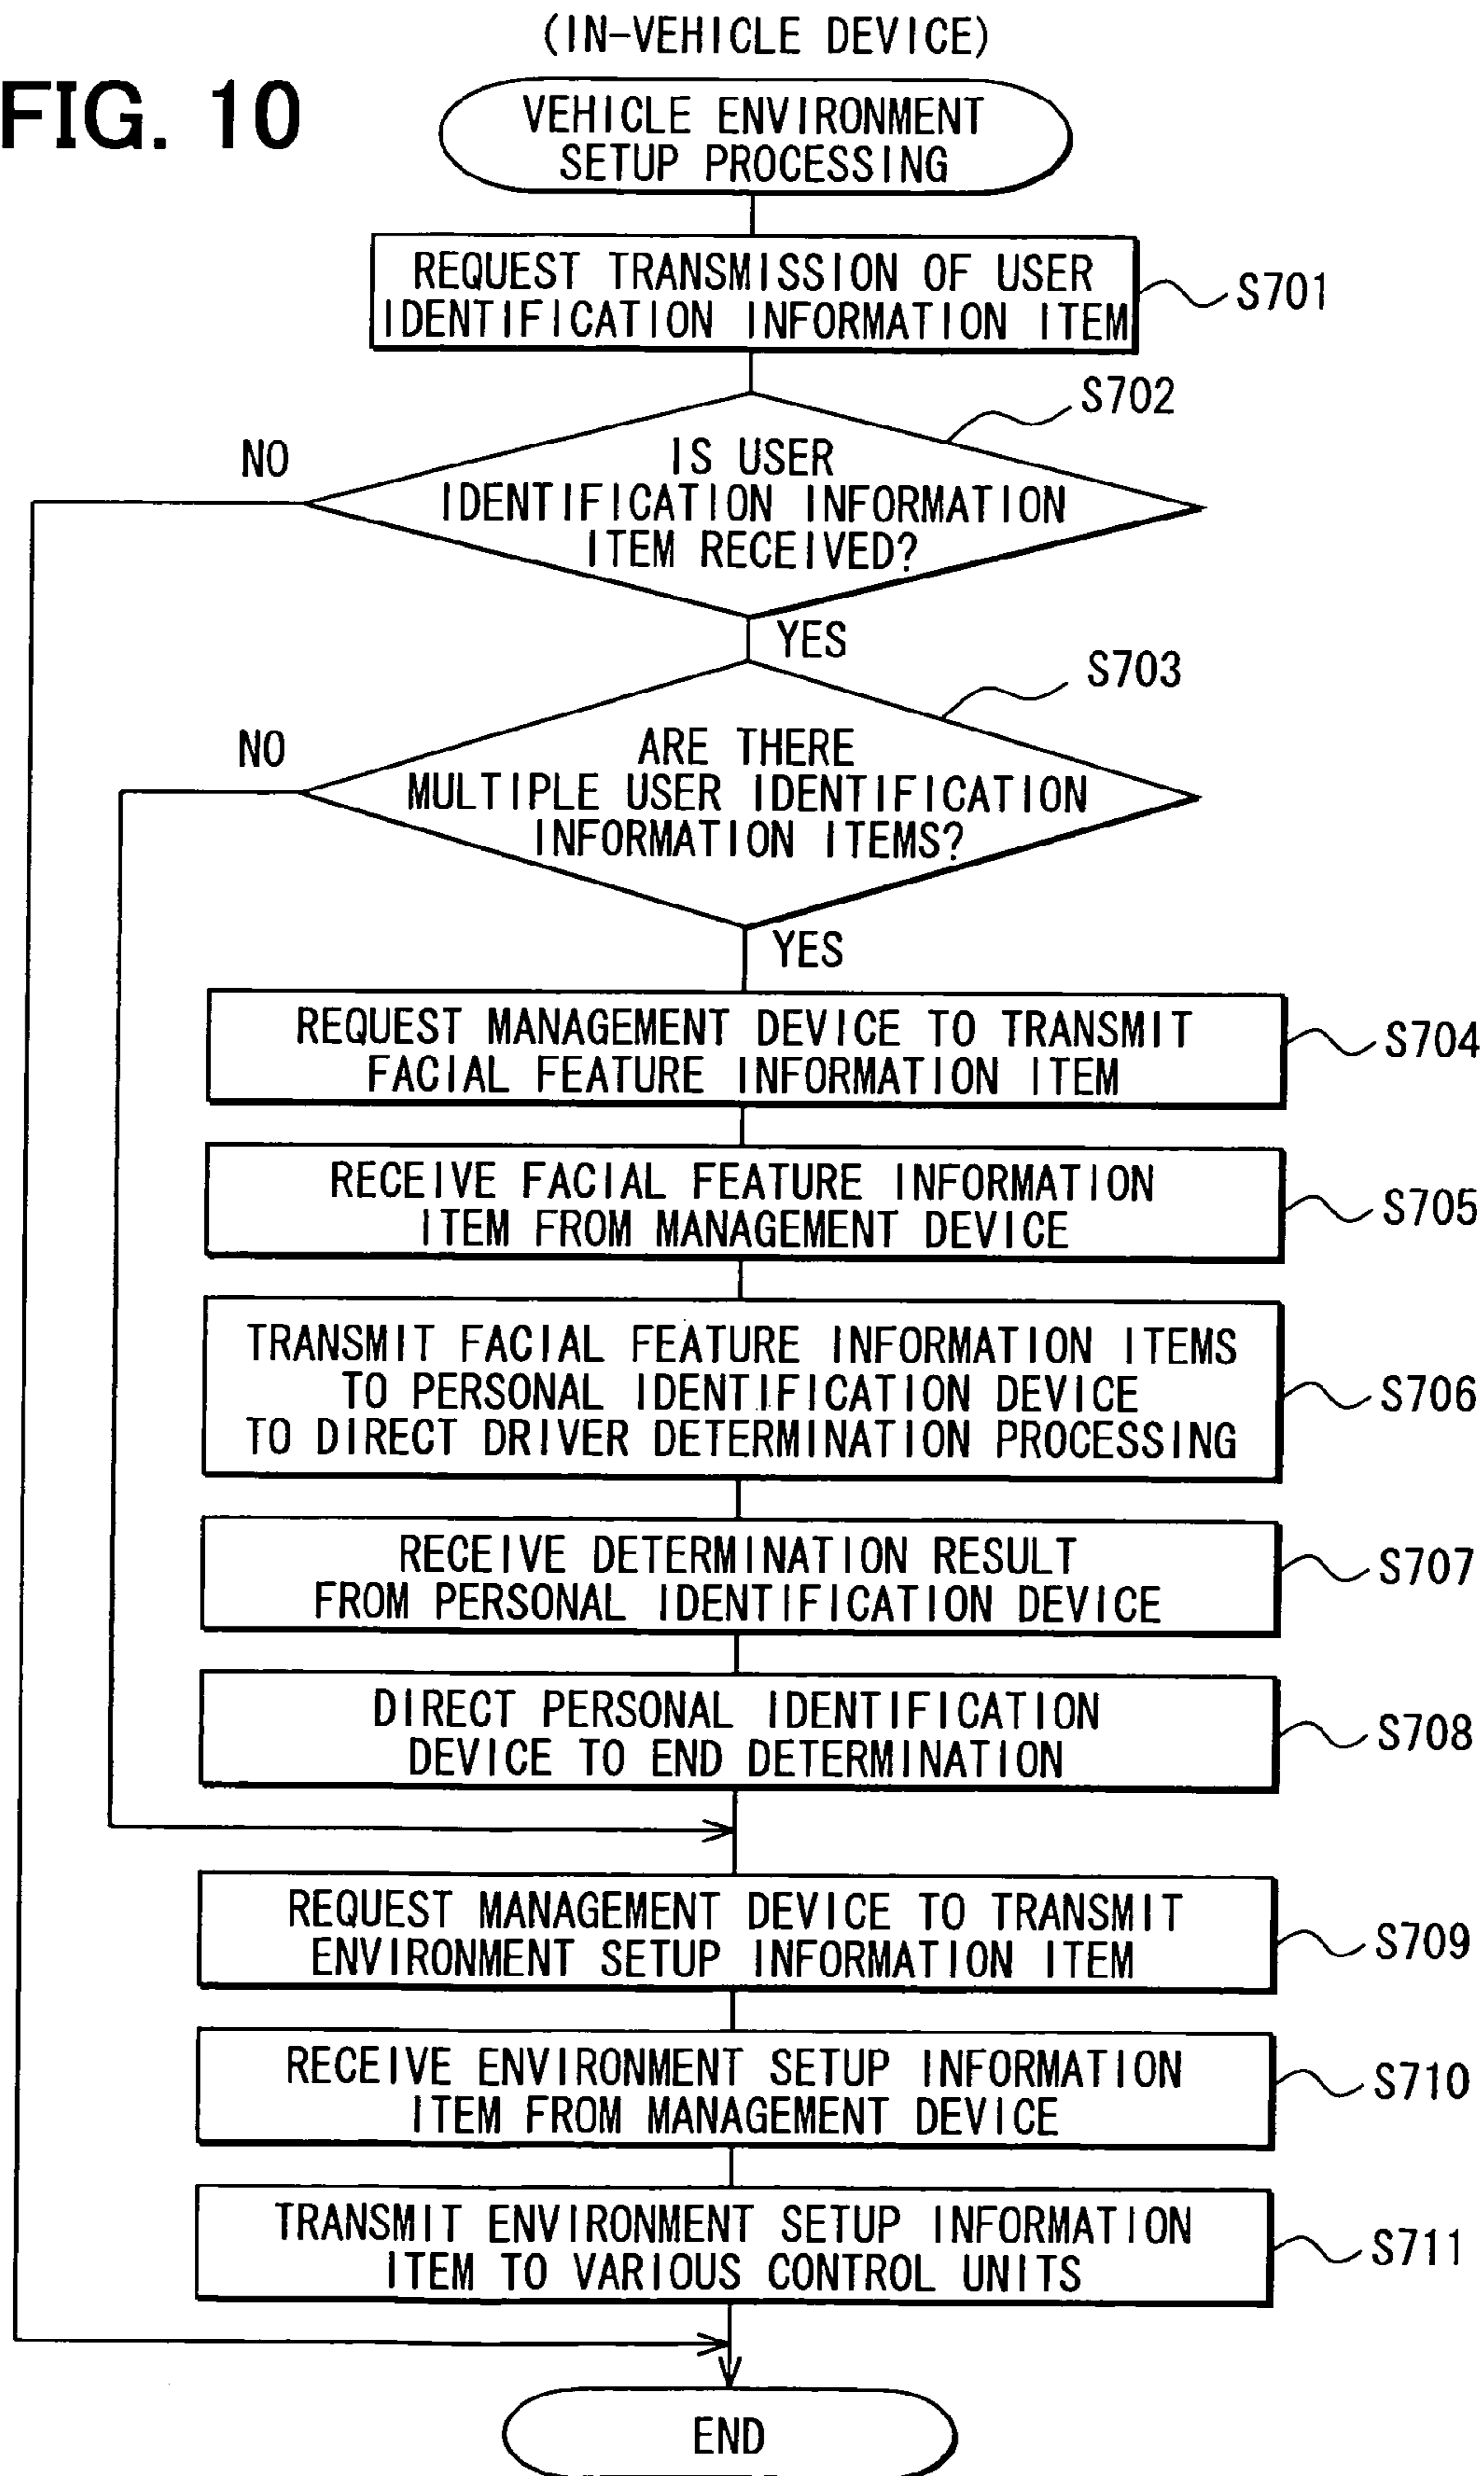 (IN-VEHICLE DEVICE)
FIG. 10
VEHICLE ENVIRONMENT
SETUP PROCESSING
REQUEST TRANSMISSION OF USER
IDENTIFICATION INFORMATION ITEM
S701
S702
NO
IS USER
IDENTIFICATION INFORMATION
ITEM RECEIVED?
YES
S703
NO
ARE THERE
MULTIPLE USER IDENTIFICATION
INFORMATION ITEMS?
YES
REQUEST MANAGEMENT DEVICE TO TRANSMIT
FACIAL FEATURE INFORMATION ITEM
S704
RECEIVE FACIAL FEATURE INFORMATION
ITEM FROM MANAGEMENT DEVICE
S705
TRANSMIT FACIAL FEATURE INFORMATION ITEMS
TO PERSONAL IDENTIFICATION DEVICE
TO DIRECT DRIVER DETERMINATION PROCESSING
S706
RECEIVE DETERMINATION RESULT
FROM PERSONAL IDENTIFICATION DEVICE
S707
DIRECT PERSONAL IDENTIFICATION
DEVICE TO END DETERMINATION
S708
REQUEST MANAGEMENT DEVICE TO TRANSMIT
ENVIRONMENT SETUP INFORMATION ITEM
S709
RECEIVE ENVIRONMENT SETUP INFORMATION
ITEM FROM MANAGEMENT DEVICE
S710
TRANSMIT ENVIRONMENT SETUP INFORMATION
ITEM TO VARIOUS CONTROL UNITS
S711
END